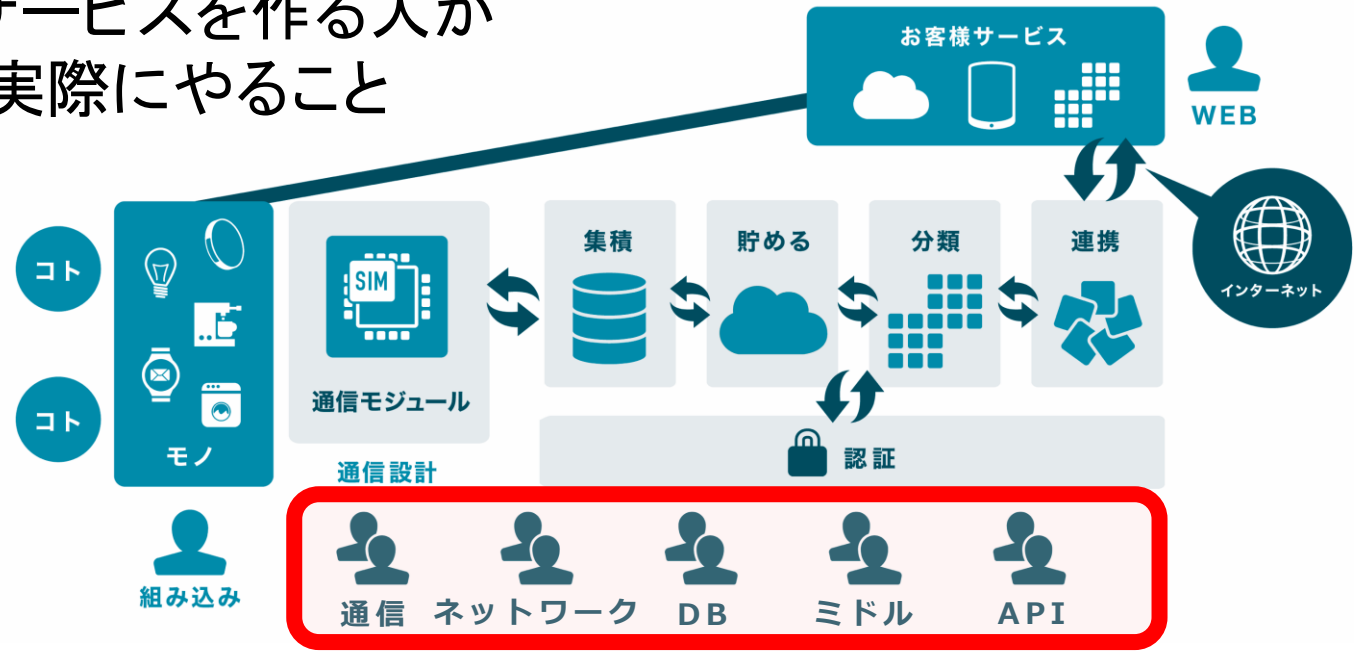 サービスを作る人が
実際にやること
お客様サービス
WEB
コト
コト
モノ
SIM
通信モジュール
通信設計
集積
貯める
分類
連携
インターネット
認証
組み込み
通信
ネットワーク
DB
ミドル
API